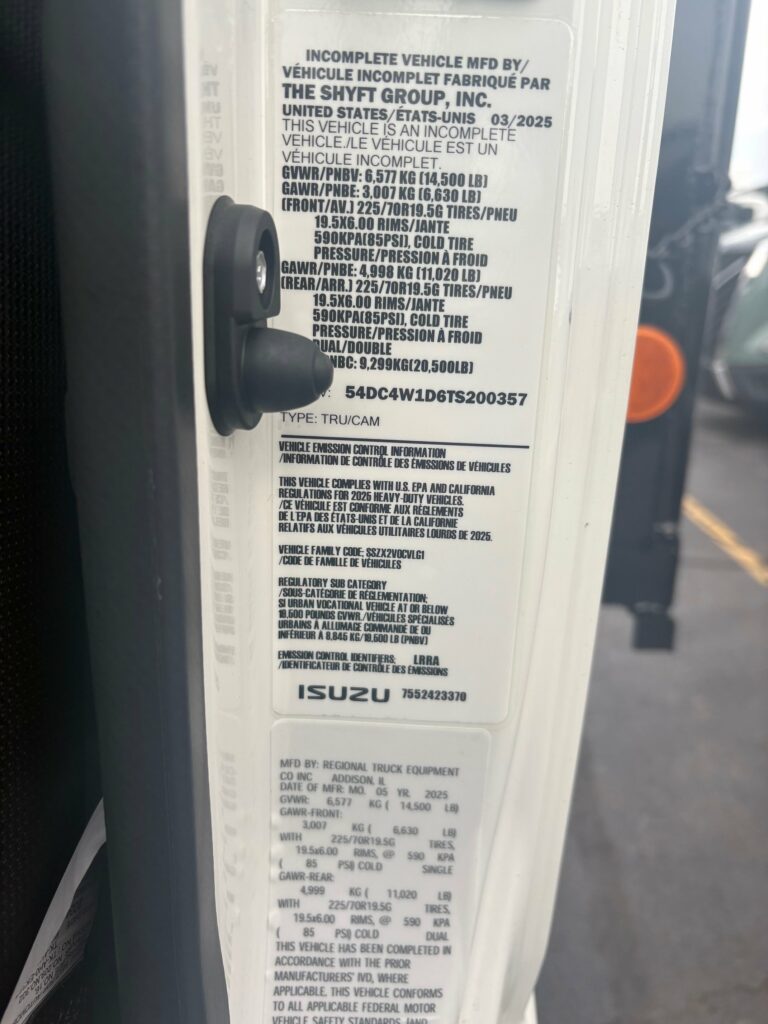 INCOMPLETE VEHICLE MFD BY/
VÉHICULE INCOMPLET FABRIQUÉ PAR
THE SHYFT GROUP, INC.
UNITED STATES/ÉTATS-UNIS 03/2025
THIS VEHICLE IS AN INCOMPLETE
VEHICLE./LE VÉHICULE EST UN
VÉHICULE INCOMPLET.
GVWR/PNBV: 6,577 KG (14,500 LB)
GAWR/PNBE: 3,007 KG (6,630 LB)
(FRONT/AV.) 225/70R19.5G TIRES/PNEU
19.5X6.00 RIMS/JANTE
590KPA(85PSI), COLD TIRE
PRESSURE/PRESSION À FROID
GAWR/PNBE: 4,998 KG (11,020 LB)
(REAR/ARR.) 225/70R19.5G TIRES/PNEU
19.5X6.00 RIMS/JANTE
590KPA(85PSI), COLD TIRE
PRESSURE/PRESSION À FROID
DUAL/DOUBLE
NBC: 9,299KG(20,500LB)
54DC4W1D6TS200357
TYPE: TRU/CAM
VEHICLE EMISSION CONTROL INFORMATION
/INFORMATION DE CONTRÔLE DES ÉMISSIONS DE VÉHICULES
THIS VEHICLE COMPLIES WITH U.S. EPA AND CALIFORNIA
REGULATIONS FOR 2025 HEAVY-DUTY VEHICLES.
/CE VÉHICULE EST CONFORME AUX RÈGLEMENTS
DE L'EPA DES ÉTATS-UNIS ET DE LA CALIFORNIE
RELATIFS AUX VÉHICULES UTILITAIRES LOURDS DE 2025.
VEHICLE FAMILY CODE: SSZX2VOCVLG1
/CODE DE FAMILLE DE VÉHICULES
REGULATORY SUB CATEGORY
/SOUS-CATÉGORIE DE RÉGLEMENTATION:
SI URBAN VOCATIONAL VEHICLE AT OR BELOW
19,500 POUNDS GVWR./VÉHICULES SPÉCIALISÉS
URBAINS À ALLUMAGE COMMANDÉ DE OU
INFÉRIEUR À 8,845 KG/19,500 LB (PNBV)
EMISSION CONTROL IDENTIFIERS: LRRA
/IDENTIFICATEUR DE CONTRÔLE DES ÉMISSIONS
ISUZU 7552423370
MFD BY: REGIONAL TRUCK EQUIPMENT
CO INC ADDISON, IL
DATE OF MFR: MO. 05 YR. 2025
GVWR: 6,577 KG ( 14,500 LB)
GAWR-FRONT:
3,007 KG ( 6,630 LB)
WITH 225/70R19.5G TIRES,
19.5x6.00 RIMS, @ 590 KPA
( 85 PSI) COLD SINGLE
GAWR-REAR:
4,999 KG ( 11,020 LB)
WITH 225/70R19.5G TIRES,
19.5x6.00 RIMS, @ 590 KPA
( 85 PSI) COLD DUAL
THIS VEHICLE HAS BEEN COMPLETED IN
ACCORDANCE WITH THE PRIOR
MANUFACTURERS' IVD, WHERE
APPLICABLE. THIS VEHICLE CONFORMS
TO ALL APPLICABLE FEDERAL MOTOR
VEHICLE SAFETY STANDARDS, [AND